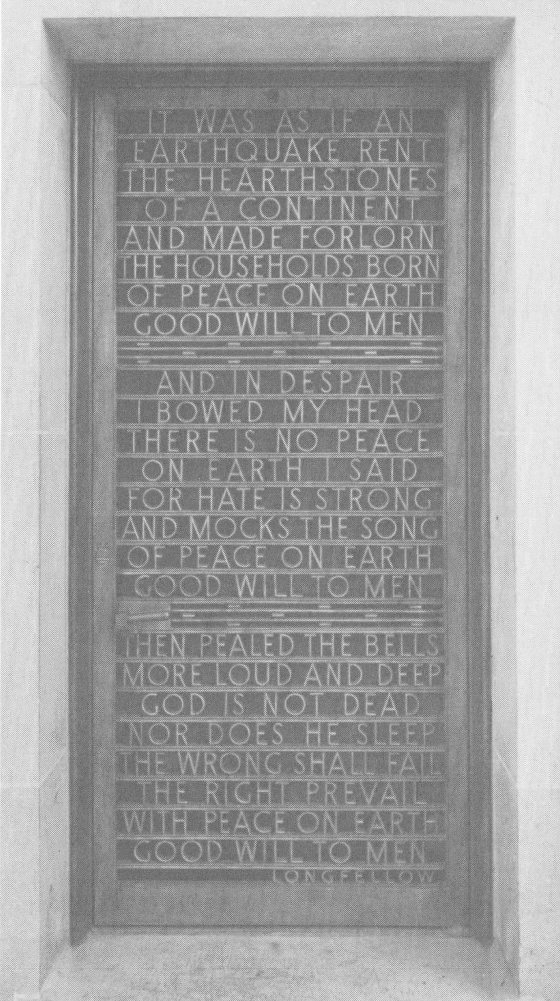 IT WAS AS IF AN
EARTHQUAKE RENT
THE HEARTHSTONES
OF A CONTINENT
AND MADE FORLORN
THE HOUSEHOLDS BORN
OF PEACE ON EARTH
GOOD WILL TO MEN
AND IN DESPAIR
I BOWED MY HEAD
THERE IS NO PEACE
ON EARTH I SAID
FOR HATE IS STRONG
AND MOCKS THE SONG
OF PEACE ON EARTH
GOOD WILL TO MEN
THEN PEALED THE BELLS
MORE LOUD AND DEEP
GOD IS NOT DEAD
NOR DOES HE SLEEP
THE WRONG SHALL FAIL
THE RIGHT PREVAIL
WITH PEACE ON EARTH
GOOD WILL TO MEN
LONGFELLOW